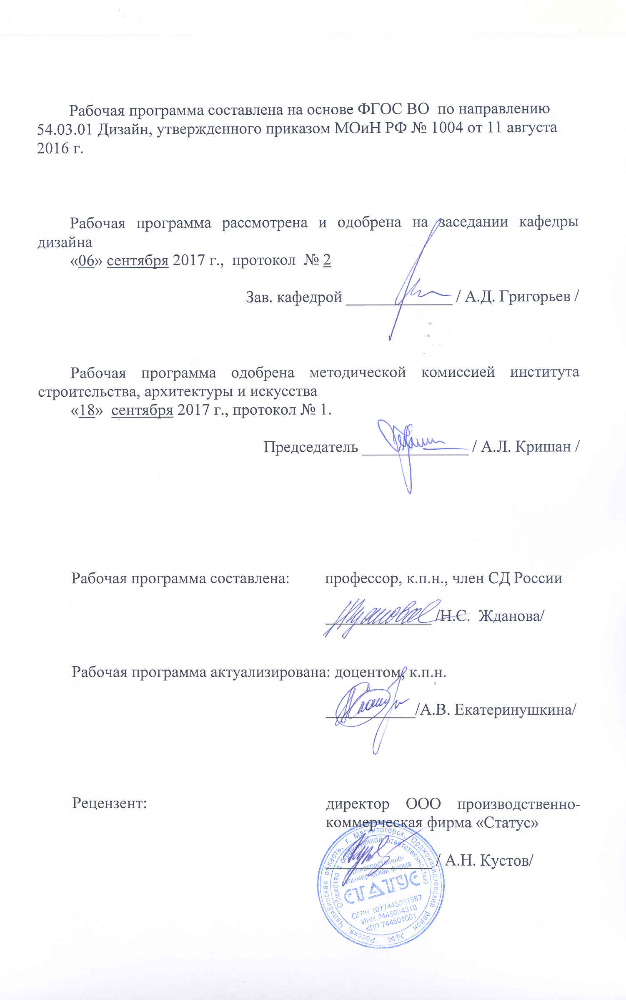 Рабочая программа составлена на основе ФГОС ВО по направлению
54.03.01 Дизайн, утвержденного приказом МОиН РФ № 1004 от 11 августа
2016 г.
Рабочая программа рассмотрена и одобрена на заседании кафедры
дизайна
«06» сентября 2017 г., протокол № 2
Зав. кафедрой _____________ / А.Д. Григорьев /
Рабочая программа одобрена методической комиссией института
строительства, архитектуры и искусства
«18» сентября 2017 г., протокол № 1.
Председатель _____________ / А.Л. Кришан /
Рабочая программа составлена: профессор, к.п.н., член СД России
_____________ /Н.С. Жданова/
Рабочая программа актуализирована: доцентом, к.п.н.
___________/А.В. Екатеринушкина/
Рецензент: директор ООО производственно-
коммерческая фирма «Статус»
_____________ / А.Н. Кустов/
Россия, Челябинская область, г. Магнитогорск, Орджоникидзевский район
Общество с ограниченной ответственностью
производственно-
коммерческая фирма
СТАТУС
ОГРН 1077445001567
ИНН 7445034310
КПП 744501001